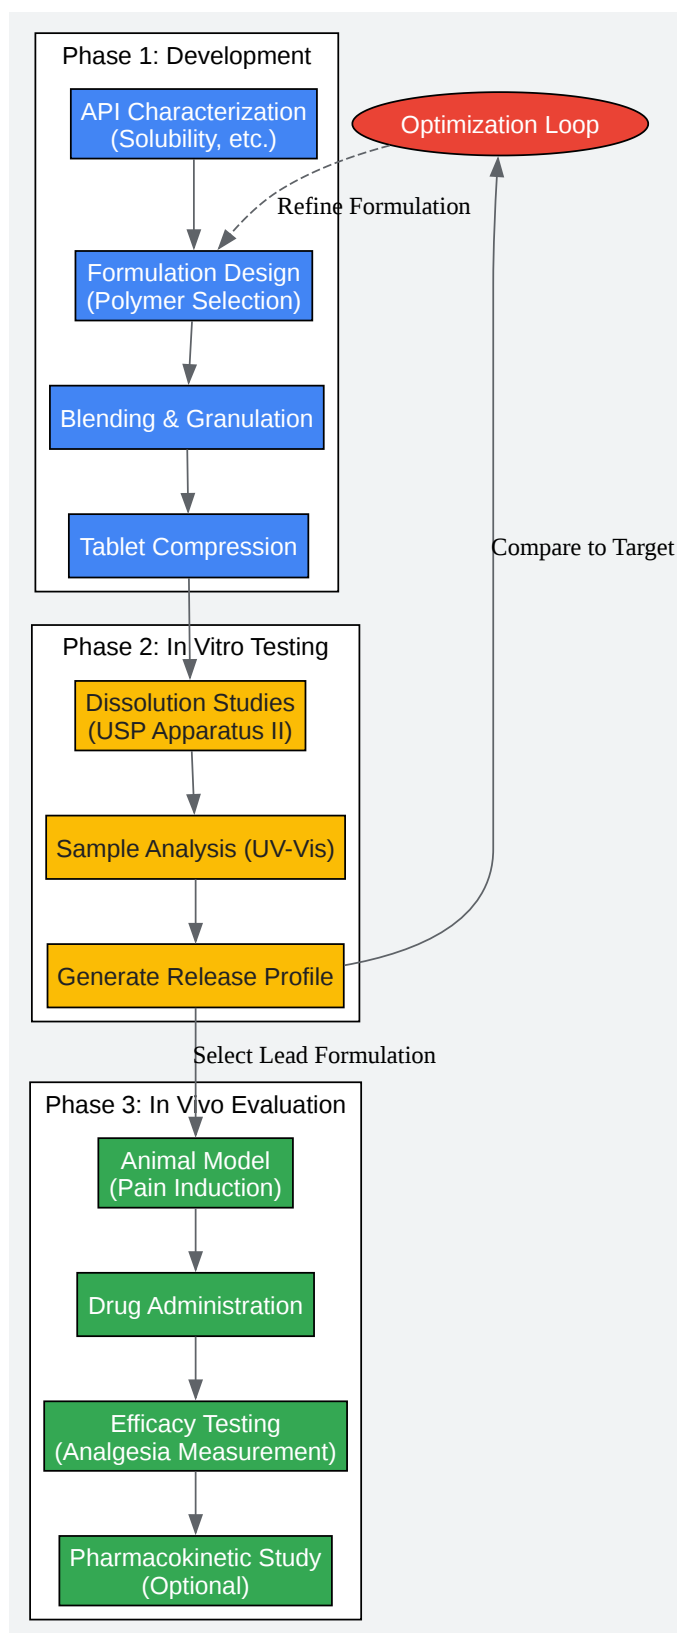 Phase 1: Development
API Characterization
(Solubility, etc.)
Optimization Loop
Refine Formulation
Formulation Design
(Polymer Selection)
Blending & Granulation
Tablet Compression
Compare to Target
Phase 2: In Vitro Testing
Dissolution Studies
(USP Apparatus II)
Sample Analysis (UV-Vis)
Generate Release Profile
Select Lead Formulation
Phase 3: In Vivo Evaluation
Animal Model
(Pain Induction)
Drug Administration
Efficacy Testing
(Analgesia Measurement)
Pharmacokinetic Study
(Optional)